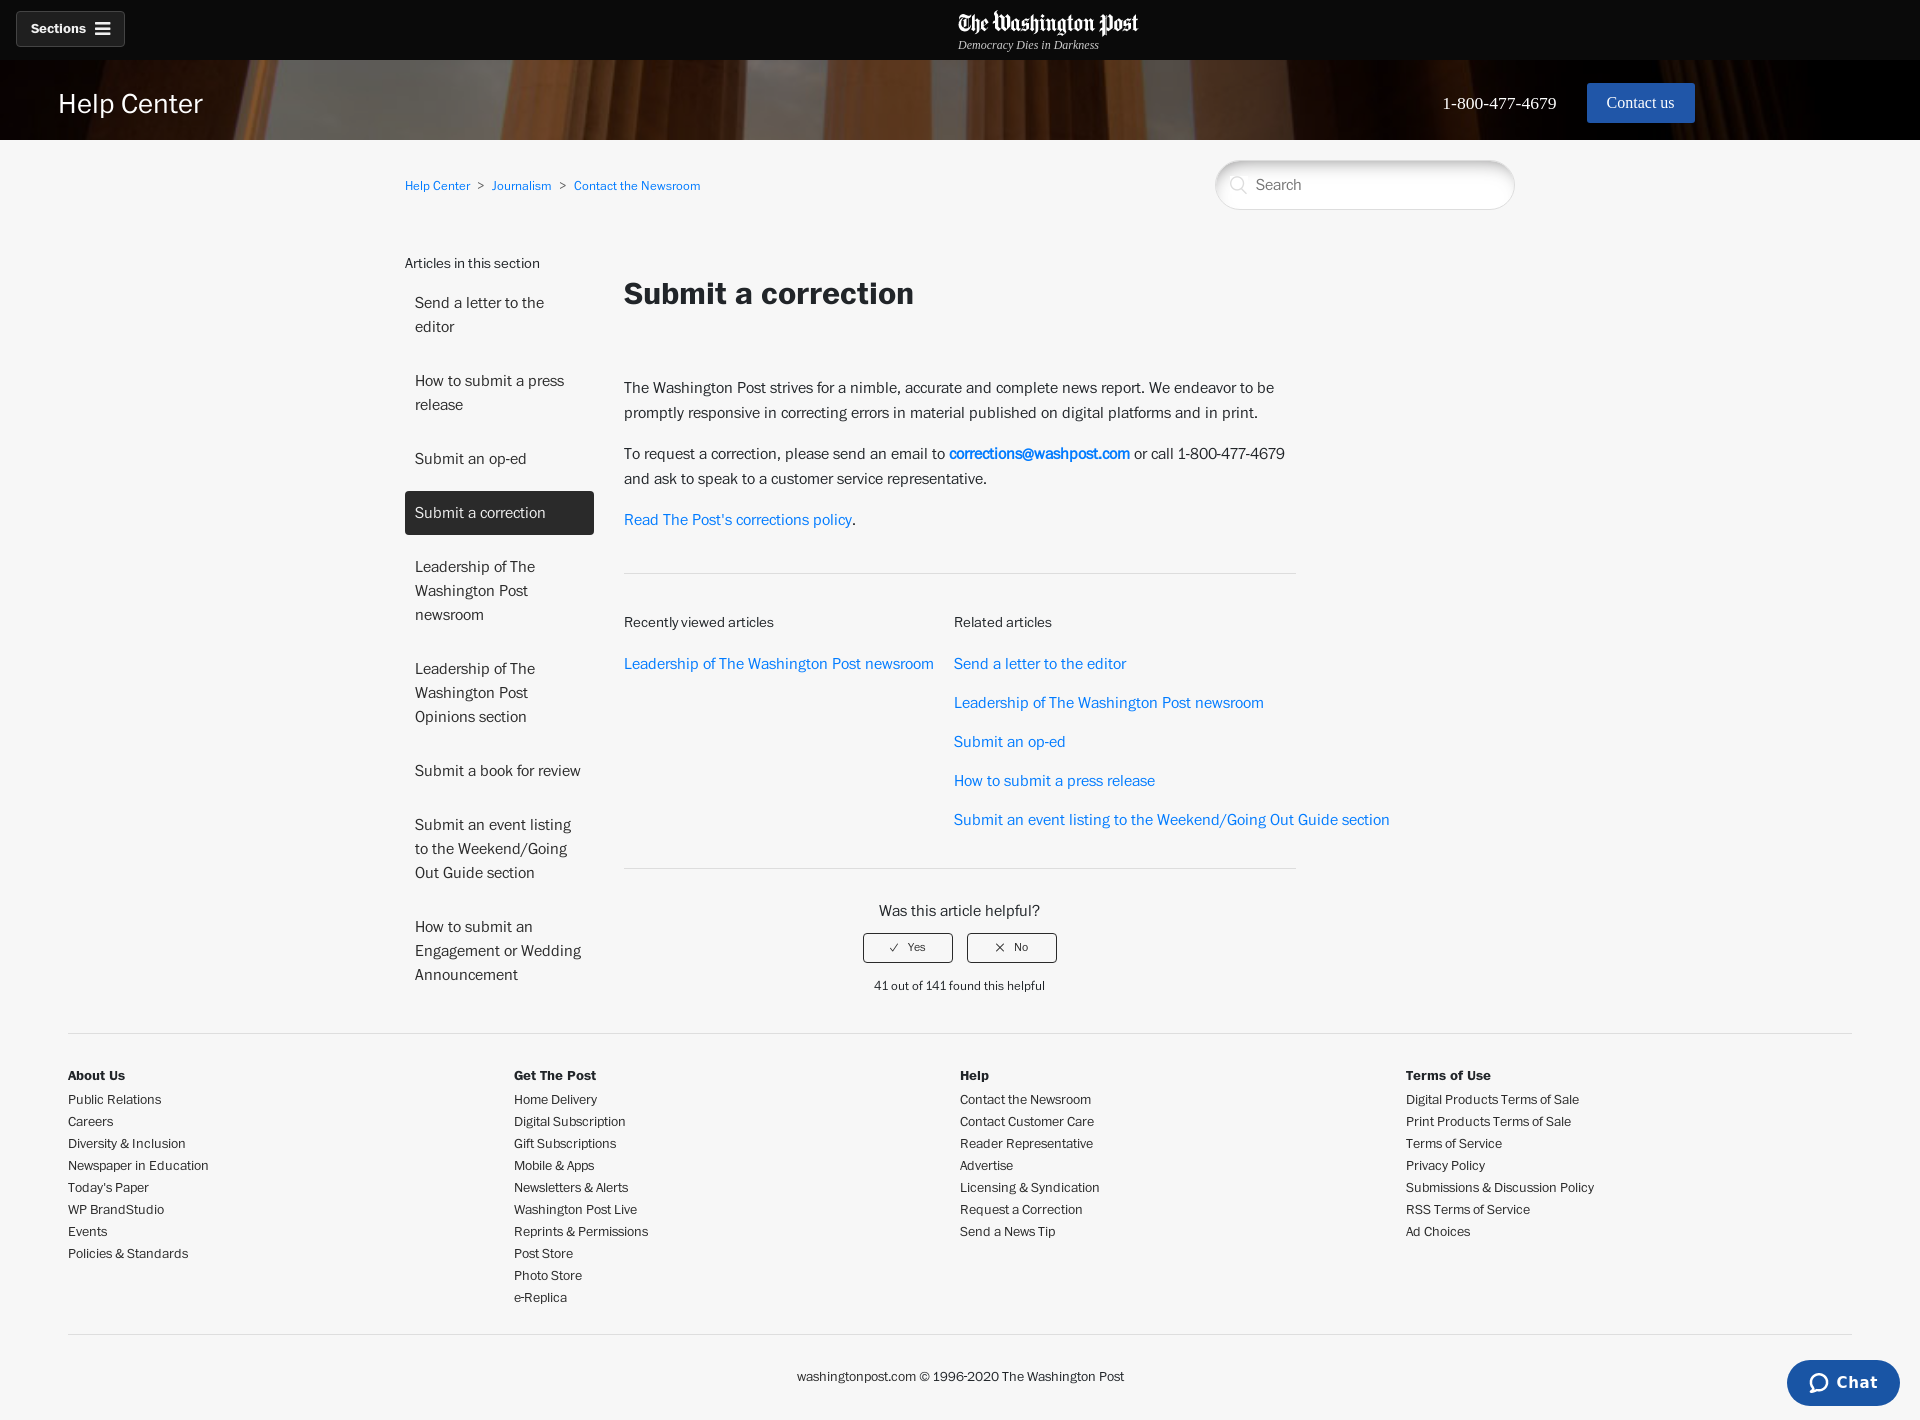 Sections
The Washington Post
Democracy Dies in Darkness
Help Center
1-800-477-4679
Contact us
Help Center > Journalism > Contact the Newsroom
Search
Articles in this section
Send a letter to the
editor
How to submit a press
release
Submit an op-ed
Submit a correction
Leadership of The
Washington Post
newsroom
Leadership of The
Washington Post
Opinions section
Submit a book for review
Submit an event listing
to the Weekend/Going
Out Guide section
How to submit an
Engagement or Wedding
Announcement
Submit a correction
The Washington Post strives for a nimble, accurate and complete news report. We endeavor to be
promptly responsive in correcting errors in material published on digital platforms and in print.
To request a correction, please send an email to corrections@washpost.com or call 1-800-477-4679
and ask to speak to a customer service representative.
Read The Post's corrections policy.
Recently viewed articles
Leadership of The Washington Post newsroom
Related articles
Send a letter to the editor
Leadership of The Washington Post newsroom
Submit an op-ed
How to submit a press release
Submit an event listing to the Weekend/Going Out Guide section
Was this article helpful?
Yes
No
41 out of 141 found this helpful
About Us
Public Relations
Careers
Diversity & Inclusion
Newspaper in Education
Today's Paper
WP BrandStudio
Events
Policies & Standards
Get The Post
Home Delivery
Digital Subscription
Gift Subscriptions
Mobile & Apps
Newsletters & Alerts
Washington Post Live
Reprints & Permissions
Post Store
Photo Store
e-Replica
Help
Contact the Newsroom
Contact Customer Care
Reader Representative
Advertise
Licensing & Syndication
Request a Correction
Send a News Tip
Terms of Use
Digital Products Terms of Sale
Print Products Terms of Sale
Terms of Service
Privacy Policy
Submissions & Discussion Policy
RSS Terms of Service
Ad Choices
washingtonpost.com © 1996-2020 The Washington Post
Chat